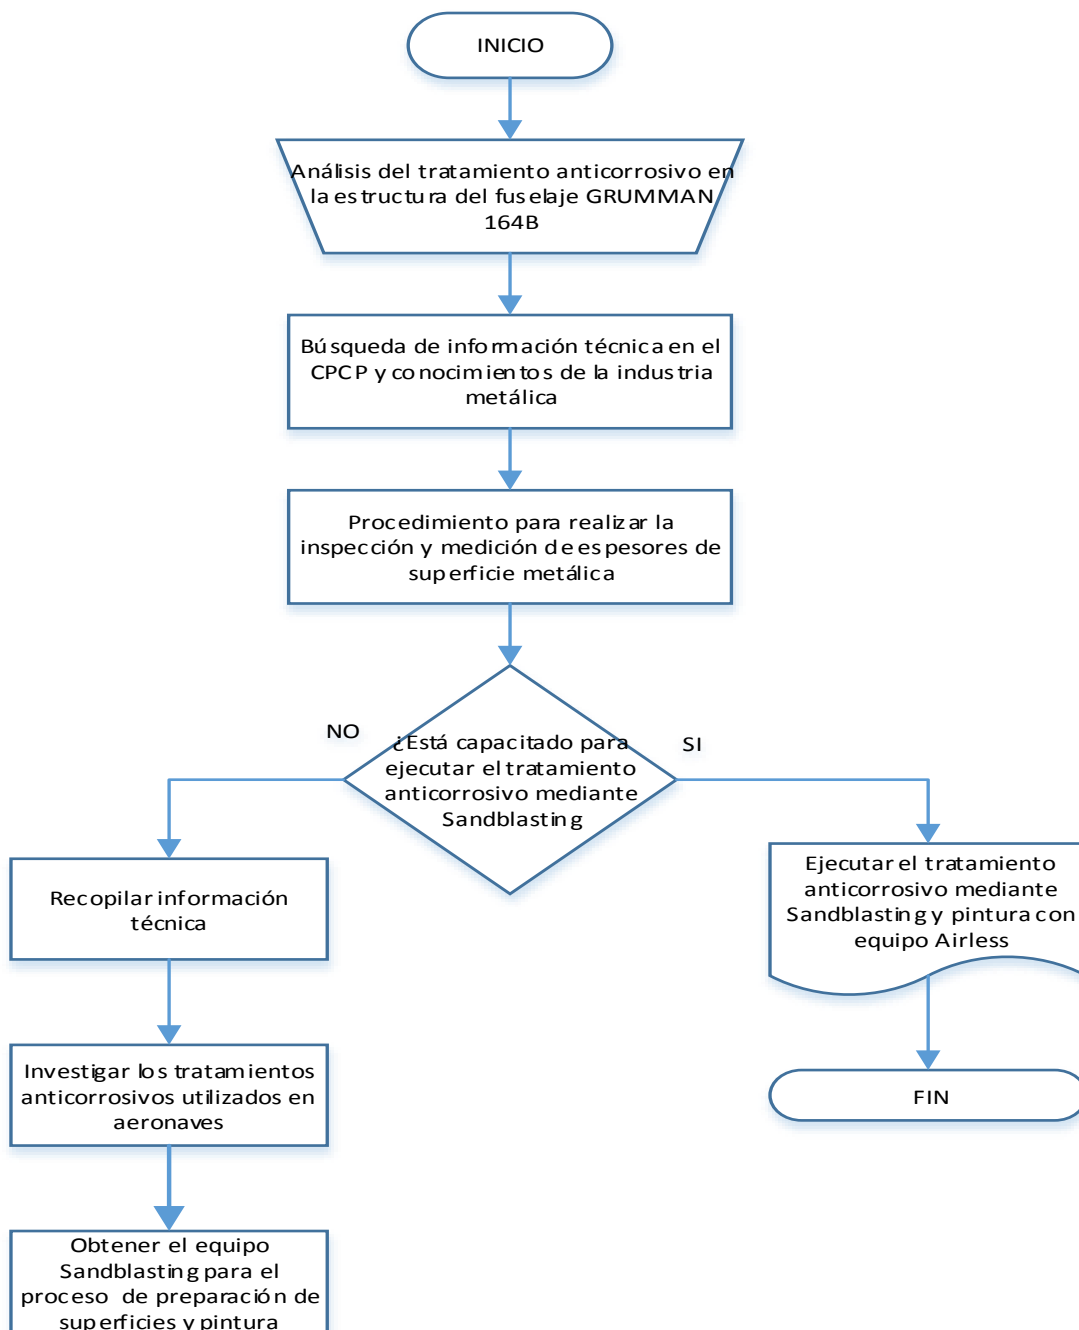 INICIO
Análisis del tratamiento anticorrosivo en
la estructura del fuselaje GRUMMAN
164B
Búsqueda de información técnica en el
CPCP y conocimientos de la industria
metálica
Procedimiento para realizar la
inspección y medición de espesores de
superficie metálica
NO
SI
¿Está capacitado para
ejecutar el tratamiento
anticorrosivo mediante
Sandblasting
Recopilar información
técnica
Ejecutar el tratamiento
anticorrosivo mediante
Sandblasting y pintura con
equipo Airless
Investigar los tratamientos
anticorrosivos utilizados en
aeronaves
FIN
Obtener el equipo
Sandblasting para el
proceso de preparación de
superficies y pintura